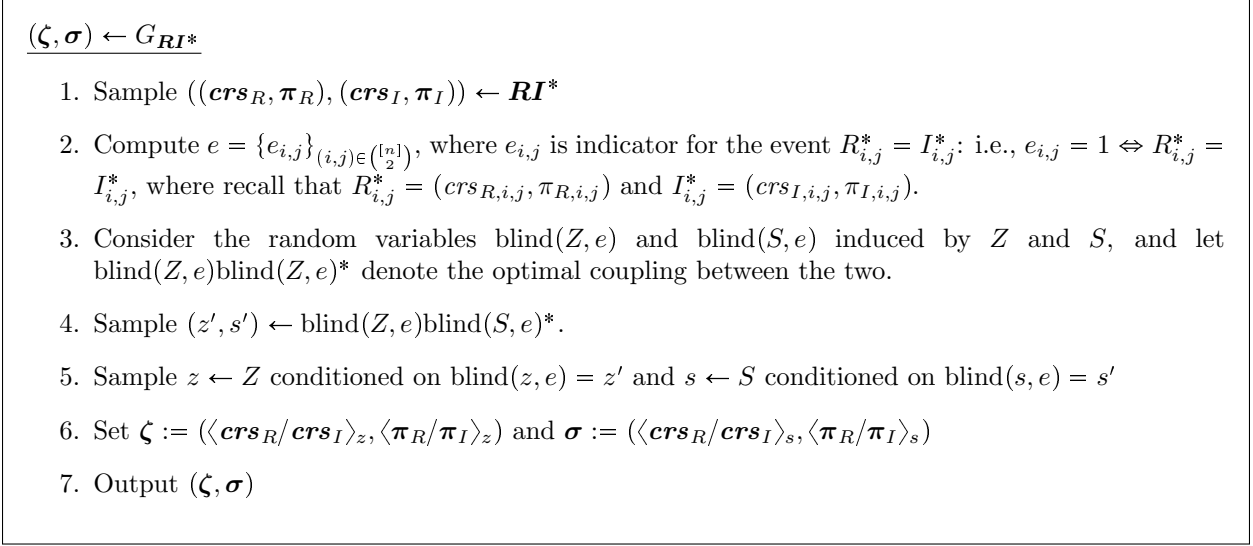 (ζ, σ) ← G_{RI*}
1. Sample ((crs_R, π_R), (crs_I, π_I)) ← RI*
2. Compute e = {e_{i,j}}_{(i,j)∈\binom{[n]}{2}}, where e_{i,j} is indicator for the event R*_{i,j} = I*_{i,j}: i.e., e_{i,j} = 1 ⇔ R*_{i,j} =
I*_{i,j}, where recall that R*_{i,j} = (crs_{R,i,j}, π_{R,i,j}) and I*_{i,j} = (crs_{I,i,j}, π_{I,i,j}).
3. Consider the random variables blind(Z, e) and blind(S, e) induced by Z and S, and let
blind(Z, e)blind(Z, e)* denote the optimal coupling between the two.
4. Sample (z′, s′) ← blind(Z, e)blind(S, e)*.
5. Sample z ← Z conditioned on blind(z, e) = z′ and s ← S conditioned on blind(s, e) = s′
6. Set ζ := (⟨crs_R/crs_I⟩_z, ⟨π_R/π_I⟩_z) and σ := (⟨crs_R/crs_I⟩_s, ⟨π_R/π_I⟩_s)
7. Output (ζ, σ)